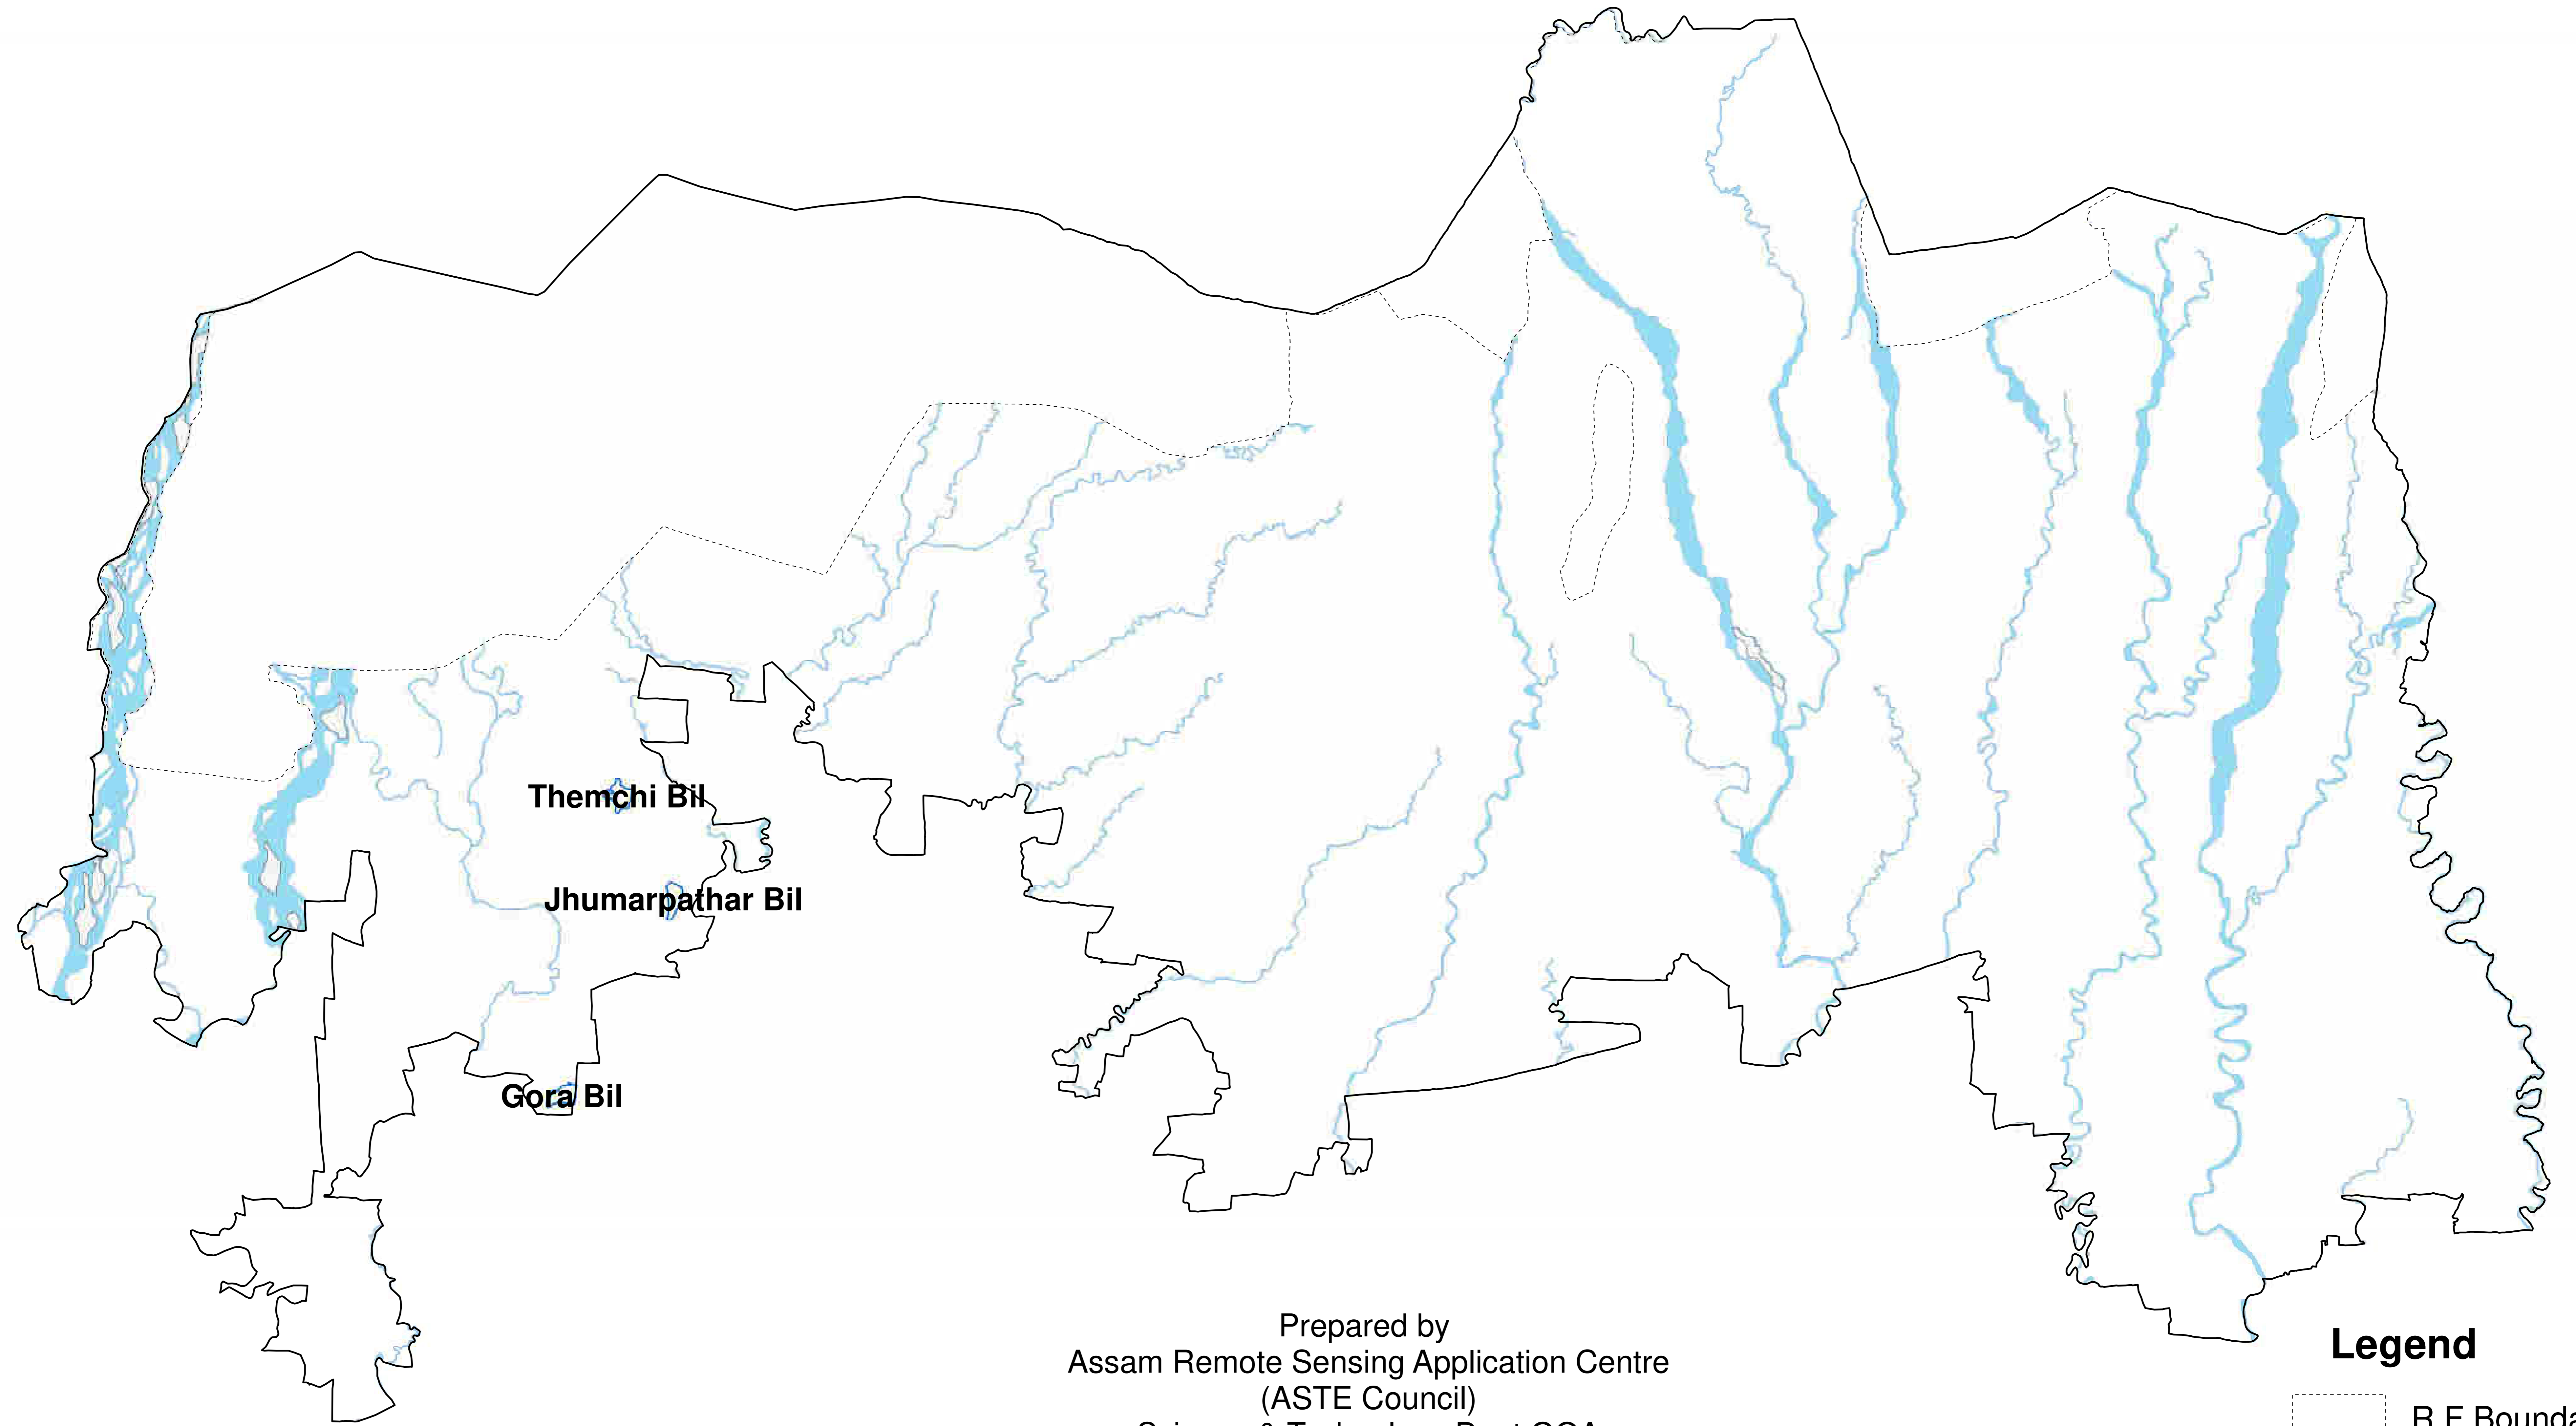 Themchi Bil
Jhumarpathar Bil
Gora Bil
Prepared by
Assam Remote Sensing Application Centre
(ASTE Council)
Legend
R.F.